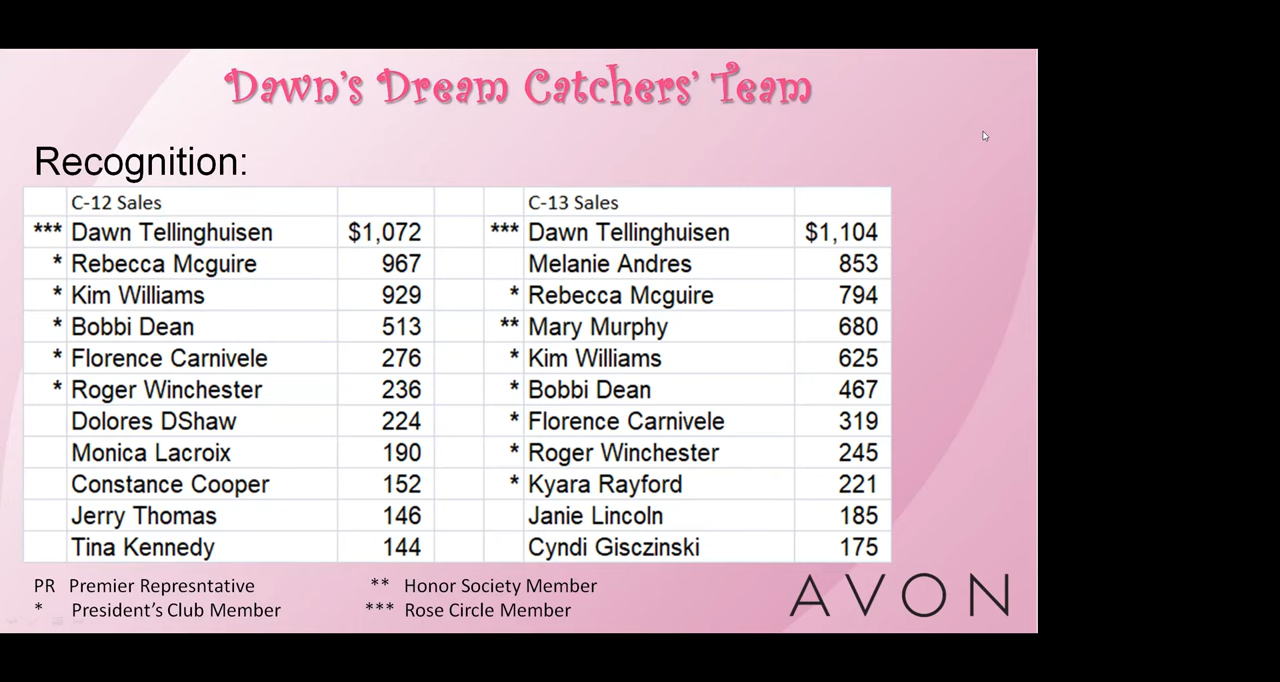 Dawn's Dream Catchers' Team
Recognition:
C-12 Sales C-13 Sales
*** Dawn Tellinghuisen $1,072 *** Dawn Tellinghuisen $1,104
* Rebecca Mcguire 967 Melanie Andres 853
* Kim Williams 929 * Rebecca Mcguire 794
* Bobbi Dean 513 ** Mary Murphy 680
* Florence Carnivele 276 * Kim Williams 625
* Roger Winchester 236 * Bobbi Dean 467
Dolores DShaw 224 * Florence Carnivele 319
Monica Lacroix 190 * Roger Winchester 245
Constance Cooper 152 * Kyara Rayford 221
Jerry Thomas 146 Janie Lincoln 185
Tina Kennedy 144 Cyndi Gisczinski 175
PR Premier Represntative ** Honor Society Member
* President's Club Member *** Rose Circle Member
AVON